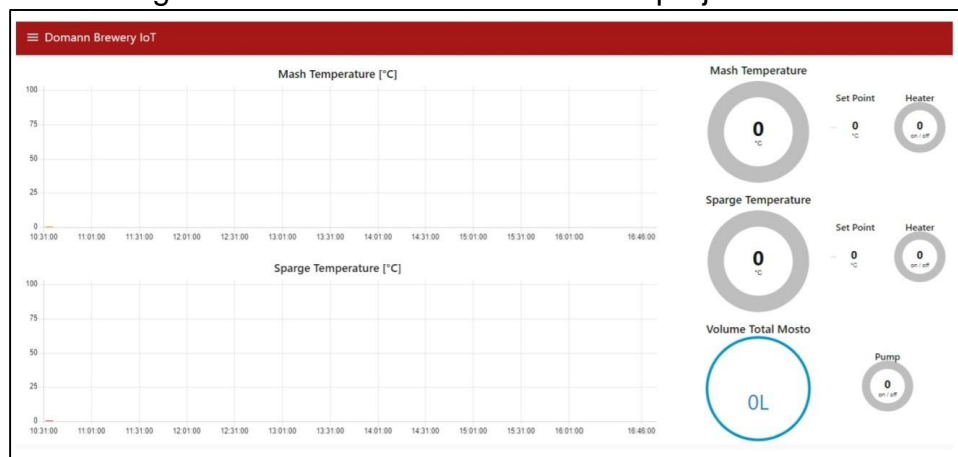 Domann Brewery IoT
Mash Temperature [°C]
100
75
50
25
0
10:31:00 11:01:00 11:31:00 12:01:00 12:31:00 13:01:00 13:31:00 14:01:00 14:31:00 15:01:00 15:31:00 16:01:00 16:46:00
Sparge Temperature [°C]
100
75
50
25
0
10:31:00 11:01:00 11:31:00 12:01:00 12:31:00 13:01:00 13:31:00 14:01:00 14:31:00 15:01:00 15:31:00 16:01:00 16:46:00
Mash Temperature
0
°C
Set Point
0
°C
Heater
0
on / off
Sparge Temperature
0
°C
Set Point
0
°C
Heater
0
on / off
Volume Total Mosto
0L
Pump
0
on / off